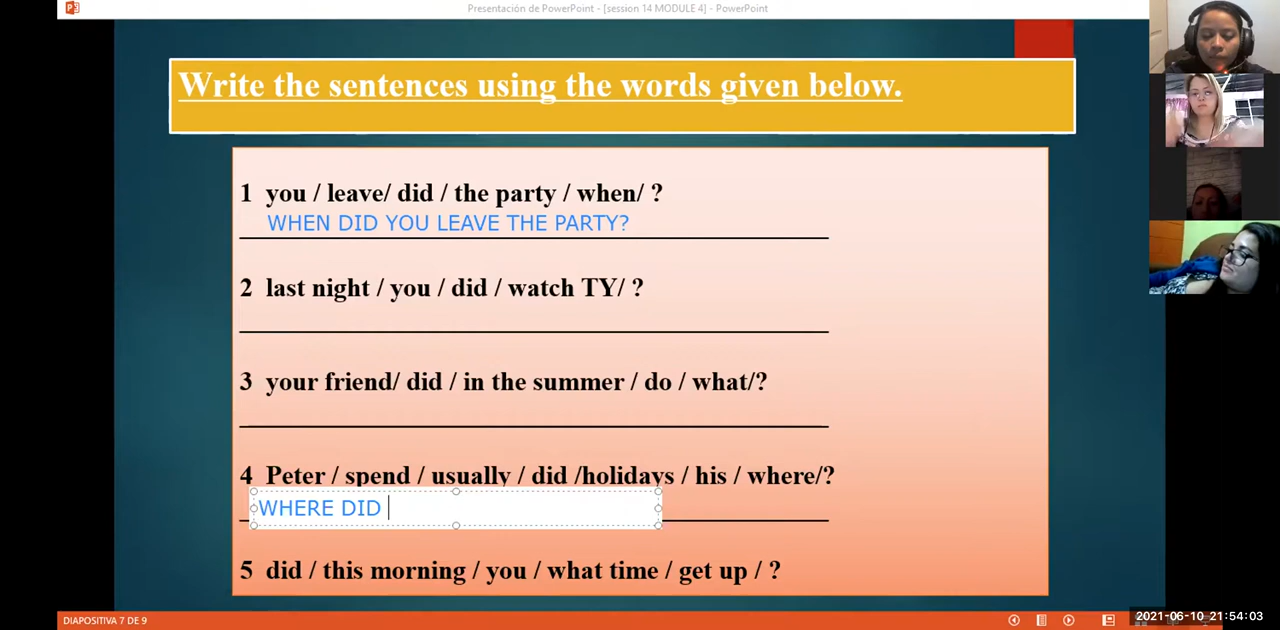 Presentación de PowerPoint - [session 14 MODULE 4] - PowerPoint
Write the sentences using the words given below.
1 you / leave/ did / the party / when/ ?
WHEN DID YOU LEAVE THE PARTY?
2 last night / you / did / watch TY/ ?
3 your friend/ did / in the summer / do / what/?
4 Peter / spend / usually / did /holidays / his / where/?
WHERE DID
5 did / this morning / you / what time / get up / ?
DIAPOSITIVA 7 DE 9
2021-06-10 21:54:03